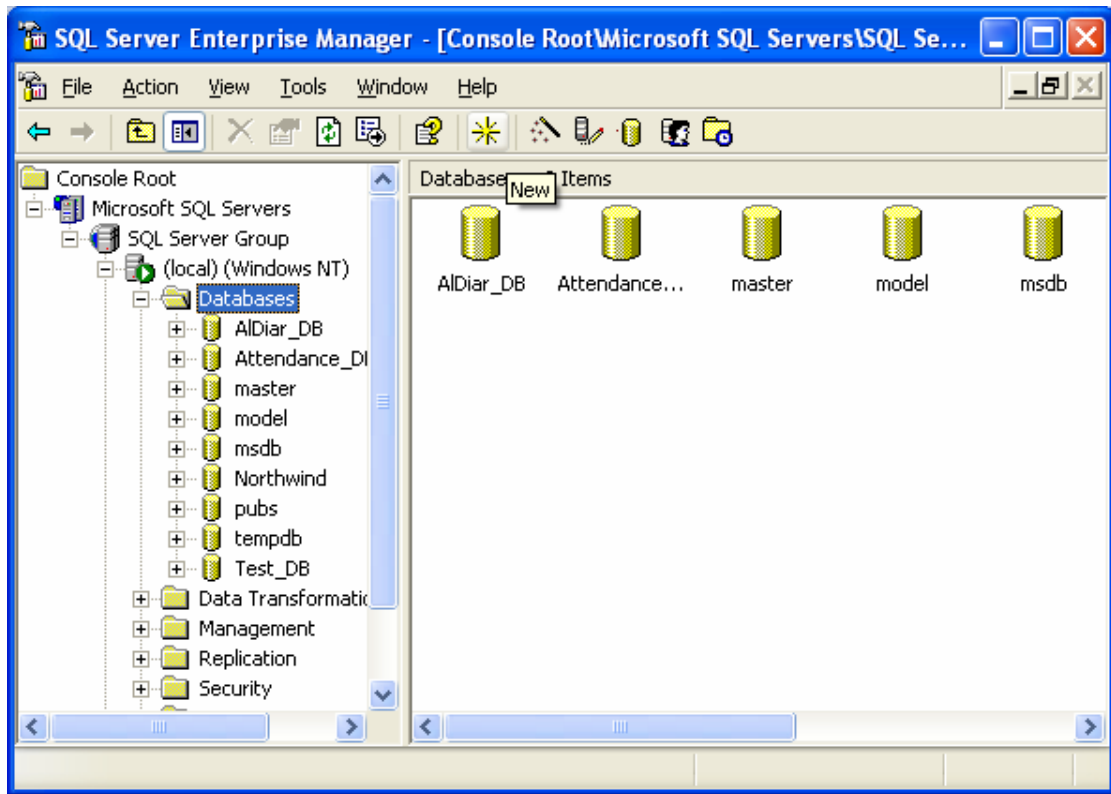 SQL Server Enterprise Manager - [Console Root\Microsoft SQL Servers\SQL Se...
File Action View Tools Window Help
Console Root
Microsoft SQL Servers
SQL Server Group
(local) (Windows NT)
Databases
AlDiar_DB
Attendance_D
master
model
msdb
Northwind
pubs
tempdb
Test_DB
Data Transformatic
Management
Replication
Security
Database Items
New
AlDiar_DB Attendance... master model msdb